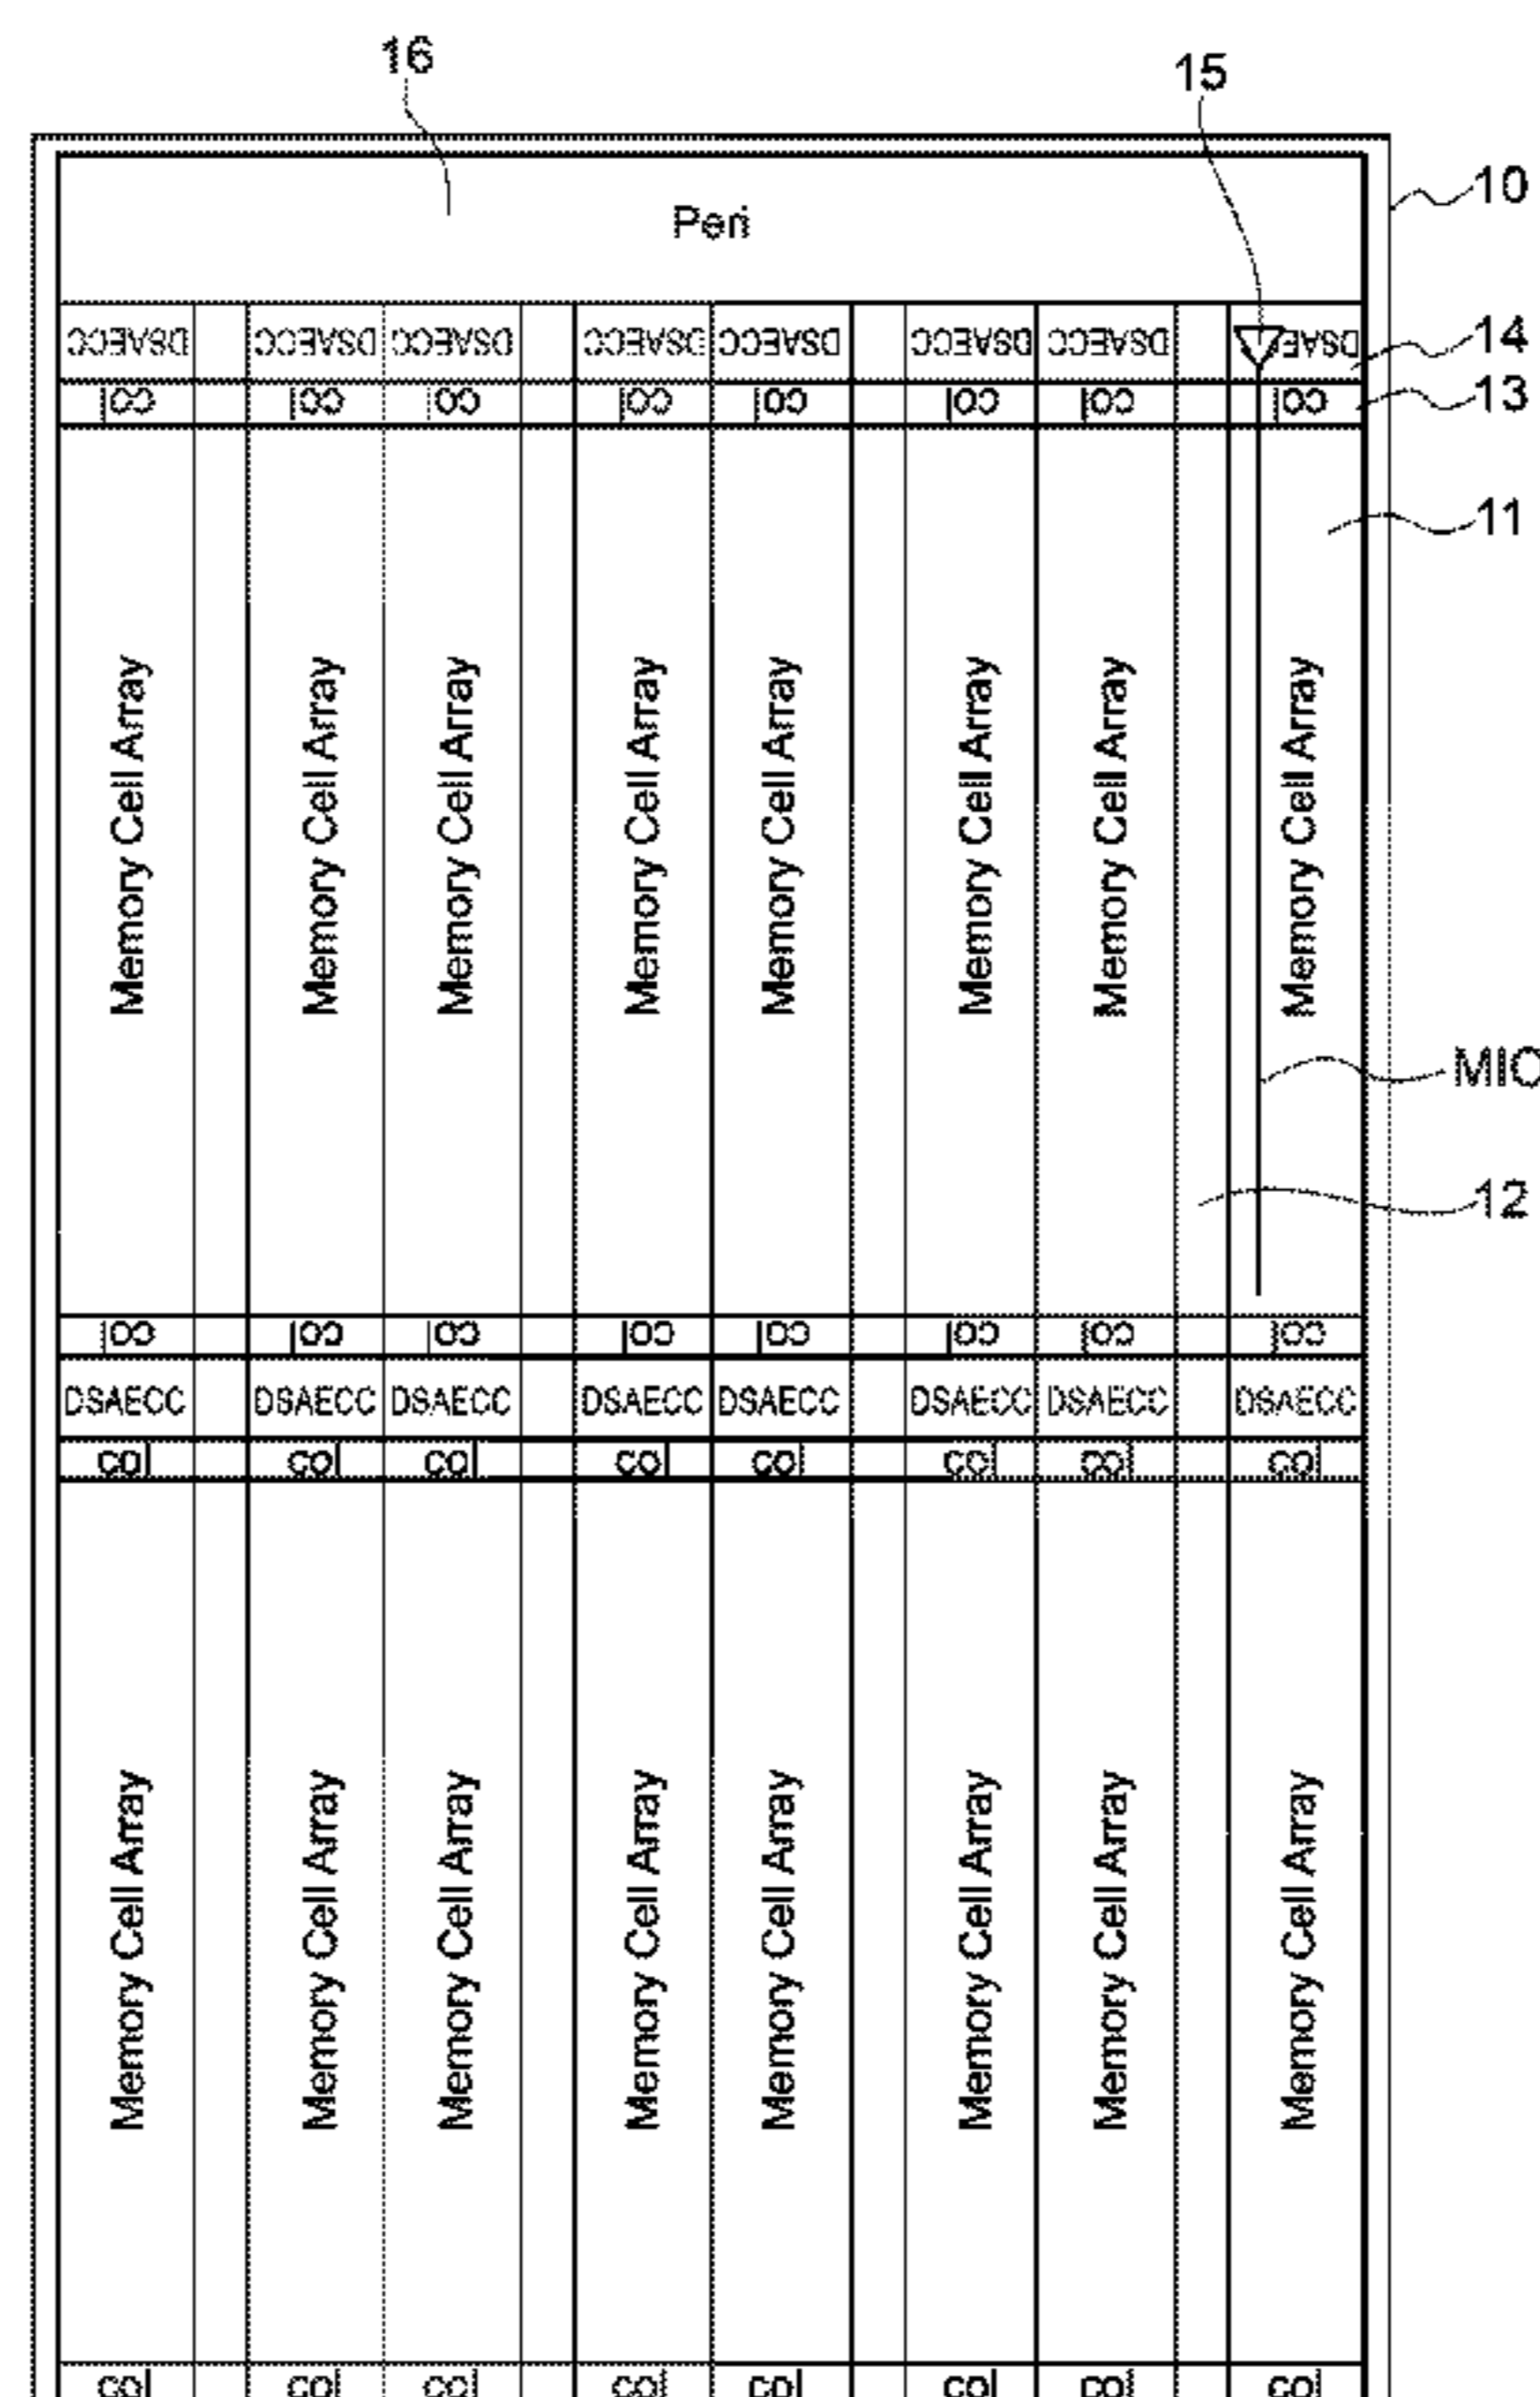 16
15
10
Peri
DSAECC DSAECC DSAECC DSAECC DSAECC DSAECC DSAECC DSAE
14
Col Col Col Col Col Col Col Col
13
11
Memory Cell Array
Memory Cell Array
Memory Cell Array
Memory Cell Array
Memory Cell Array
Memory Cell Array
Memory Cell Array
Memory Cell Array
MIO
12
Col Col Col Col Col Col Col Col
DSAECC DSAECC DSAECC DSAECC DSAECC DSAECC DSAECC DSAECC
Col Col Col Col Col Col Col Col
Memory Cell Array
Memory Cell Array
Memory Cell Array
Memory Cell Array
Memory Cell Array
Memory Cell Array
Memory Cell Array
Memory Cell Array
Col Col Col Col Col Col Col Col